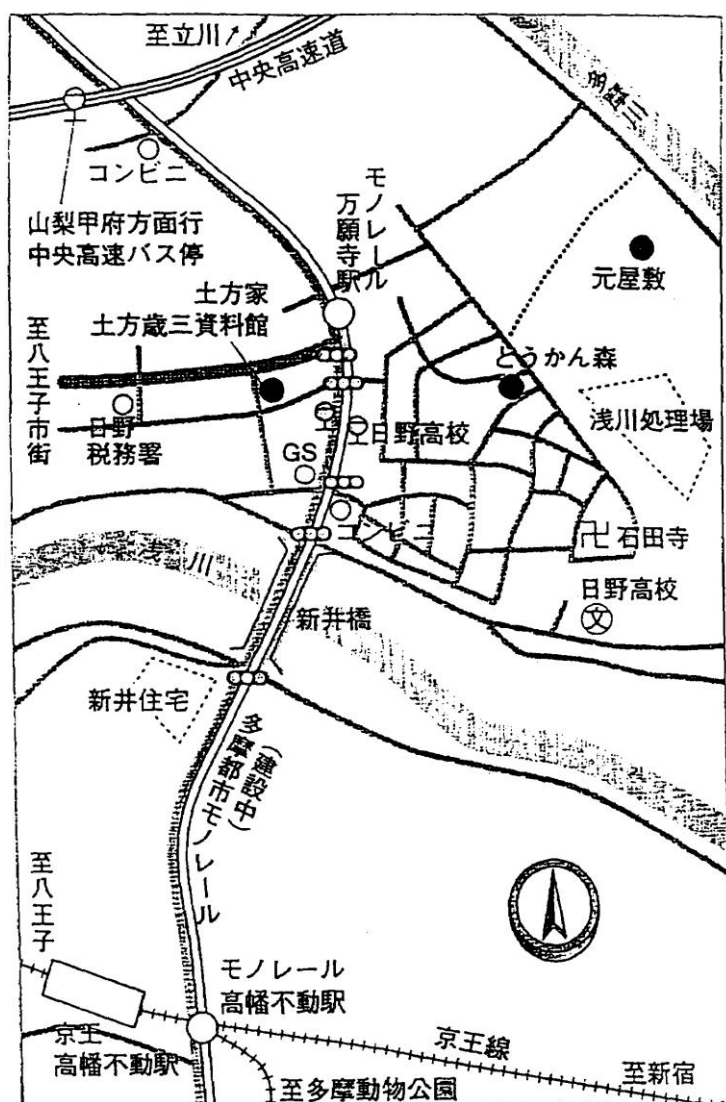 至立川
中央高速道
多摩川
コンビニ
山梨甲府方面行
中央高速バス停
モノレール
万願寺駅
元屋敷
土方家
土方歳三資料館
至八王子市街
とうかん森
日野
税務署
日野高校
浅川処理場
GS
コンビニ
石田寺
浅川
日野高校
文
新井橋
新井住宅
(建設中)
多摩都市モノレール
至八王子
モノレール
高幡不動駅
京王
高幡不動駅
京王線
至新宿
至多摩動物公園